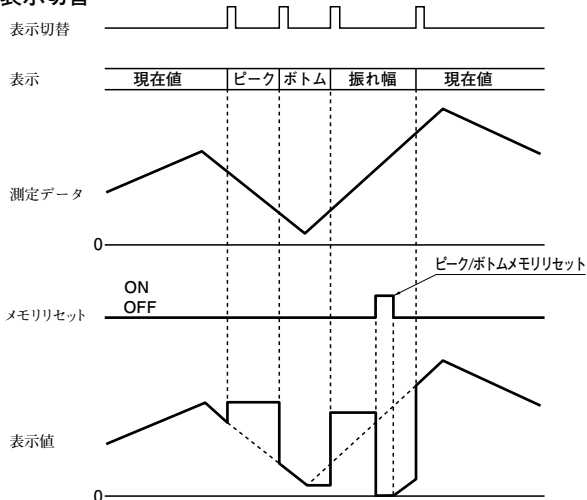 表示切替
表示切替
表示
現在値
ピーク
ボトム
振れ幅
現在値
測定データ
0
ピーク/ボトムメモリリセット
ON
OFF
メモリリセット
表示値
0